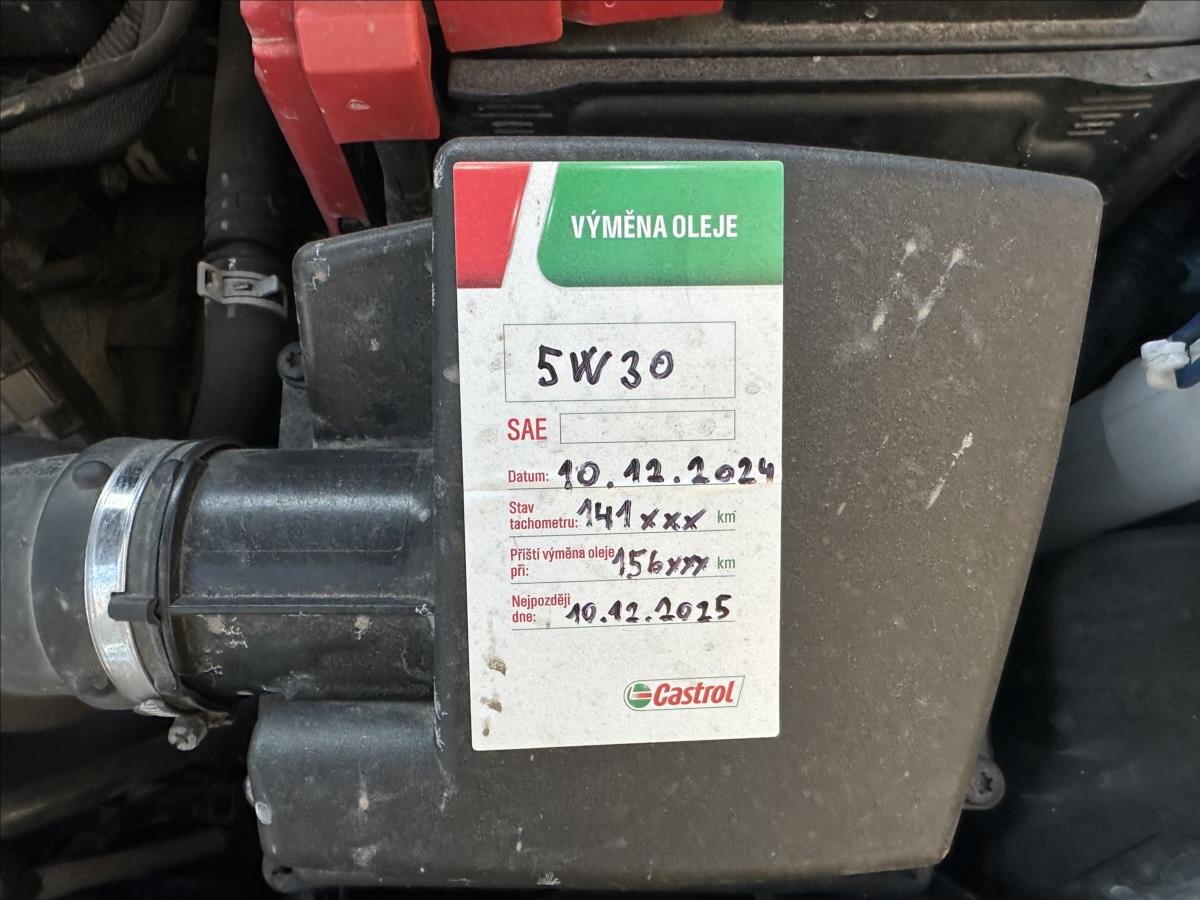 VÝMĚNA OLEJE
5W30
SAE
Datum: 10.12.2024
Stav
tachometru: 141xxx km
Příští výměna oleje
při: 156xxx km
Nejpozději
dne: 10.12.2025
Castrol